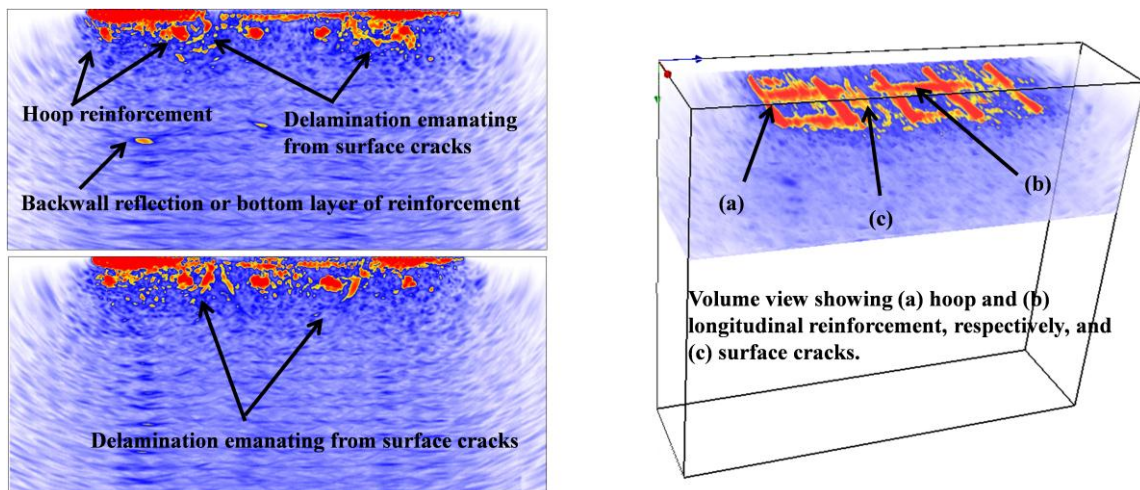 Hoop reinforcement
Delamination emanating
from surface cracks
Backwall reflection or bottom layer of reinforcement
Delamination emanating from surface cracks
(a)
(c)
(b)
Volume view showing (a) hoop and (b)
longitudinal reinforcement, respectively, and
(c) surface cracks.